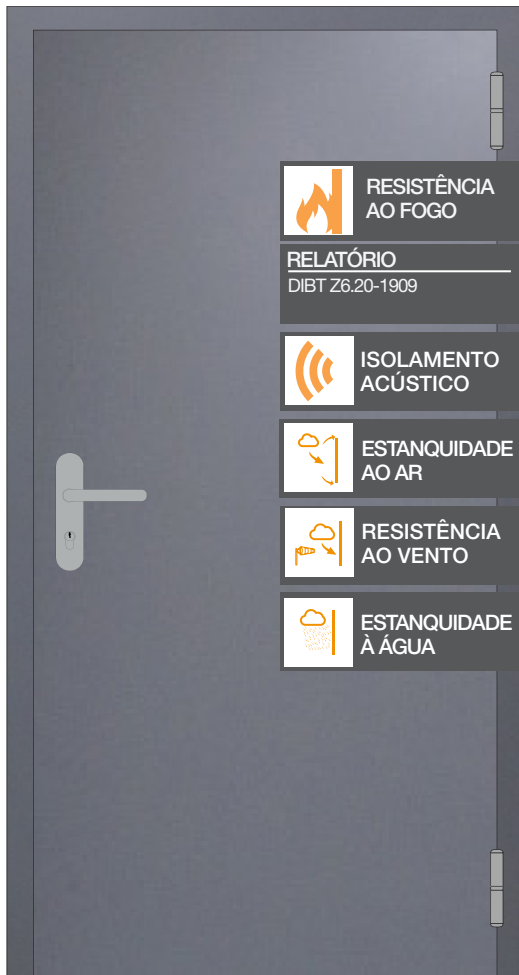 RESISTÊNCIA
AO FOGO
RELATÓRIO
DIBT Z6.20-1909
ISOLAMENTO
ACÚSTICO
ESTANQUIDADE
AO AR
RESISTÊNCIA
AO VENTO
ESTANQUIDADE
À ÁGUA